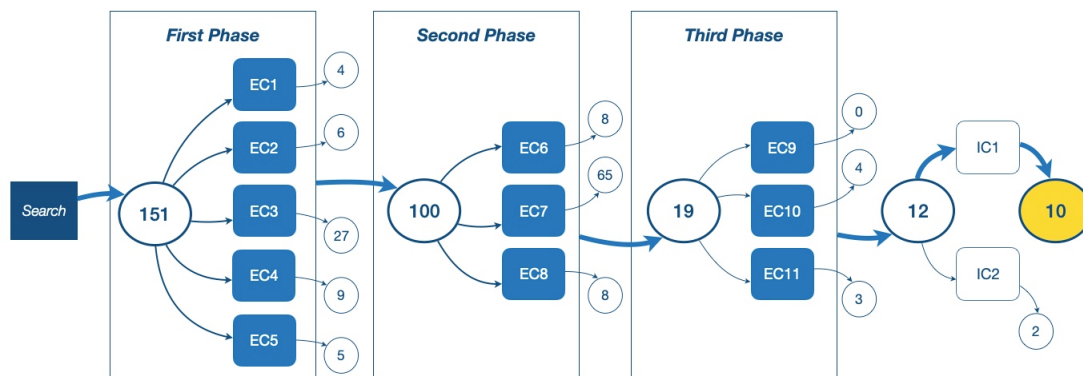 First Phase
Second Phase
Third Phase
Search
151
EC1
4
EC2
6
EC3
27
EC4
9
EC5
5
100
EC6
8
EC7
65
EC8
8
19
EC9
0
EC10
4
EC11
3
12
IC1
10
IC2
2